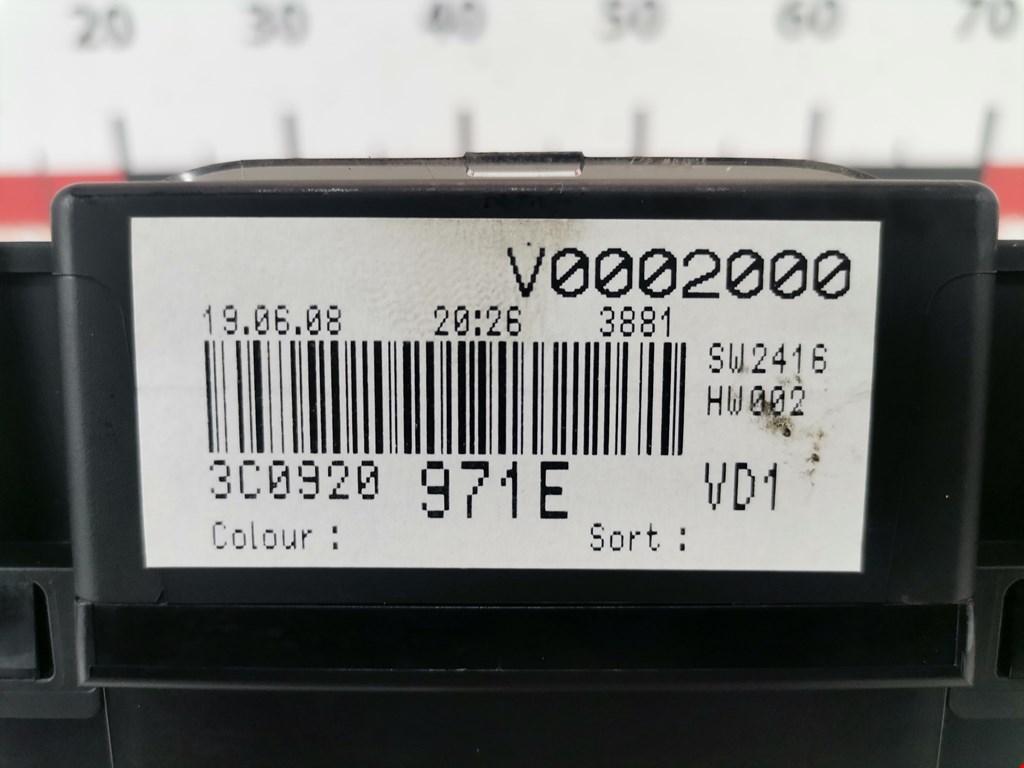 20 30 40 50 60 70
V0002000
19.06.08 20:26 3881
SW2416
HW002
3C0920 971E VD1
Colour : Sort :